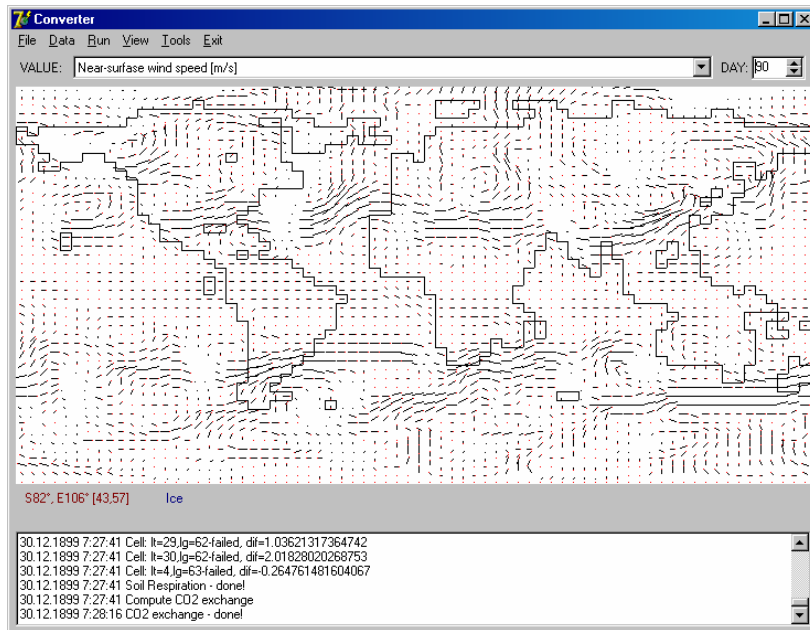 Converter
File Data Run View Tools Exit
VALUE: Near-surfase wind speed [m/s] DAY: 90
S82°, E106° [43,57] Ice
30.12.1899 7:27:41 Cell: lt=29,lg=62-failed, dif=1.03621317364742
30.12.1899 7:27:41 Cell: lt=30,lg=62-failed, dif=2.01828020268753
30.12.1899 7:27:41 Cell: lt=4,lg=63-failed, dif=-0.264761481604067
30.12.1899 7:27:41 Soil Respiration - done!
30.12.1899 7:27:41 Compute CO2 exchange
30.12.1899 7:28:16 CO2 exchange - done!